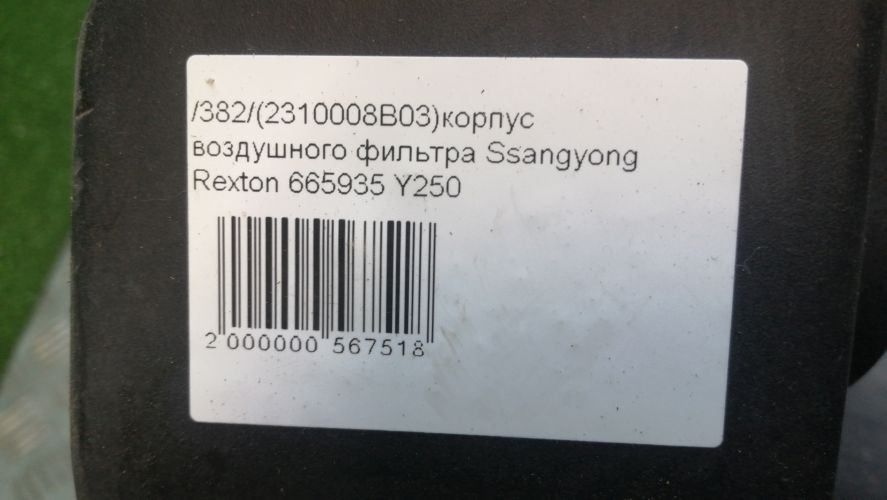 /382/(2310008B03)корпус
воздушного фильтра Ssangyong
Rexton 665935 Y250
2 000000 567518